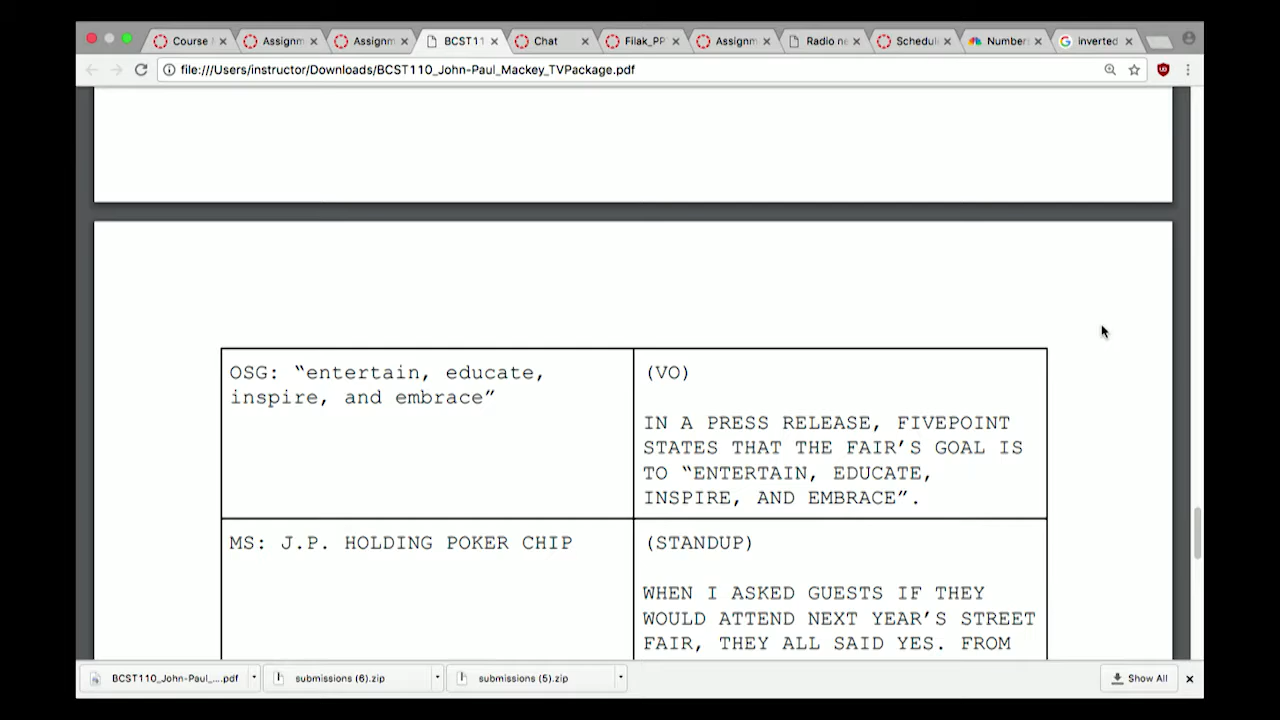 Course
Assignm
Assignm
BCST11
Chat
Filak_PP
Assignm
Radio ne
Schedul
Number
inverted
file:///Users/instructor/Downloads/BCST110_John-Paul_Mackey_TVPackage.pdf
OSG: “entertain, educate,
inspire, and embrace”
(VO)
IN A PRESS RELEASE, FIVEPOINT
STATES THAT THE FAIR’S GOAL IS
TO “ENTERTAIN, EDUCATE,
INSPIRE, AND EMBRACE”.
MS: J.P. HOLDING POKER CHIP
(STANDUP)
WHEN I ASKED GUESTS IF THEY
WOULD ATTEND NEXT YEAR’S STREET
FAIR, THEY ALL SAID YES. FROM
BCST110_John-Paul_....pdf
submissions (6).zip
submissions (5).zip
Show All